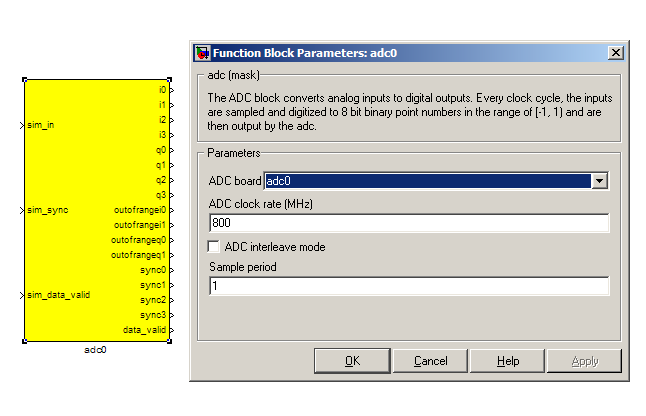 sim_in
sim_sync
sim_data_valid
i0
i1
i2
i3
q0
q1
q2
q3
outofrangei0
outofrangei1
outofrangeq0
outofrangeq1
sync0
sync1
sync2
sync3
data_valid
adc0
Function Block Parameters: adc0
adc (mask)
The ADC block converts analog inputs to digital outputs. Every clock cycle, the inputs
are sampled and digitized to 8 bit binary point numbers in the range of [-1, 1) and are
then output by the adc.
Parameters
ADC board adc0
ADC clock rate (MHz)
800
ADC interleave mode
Sample period
1
OK Cancel Help Apply